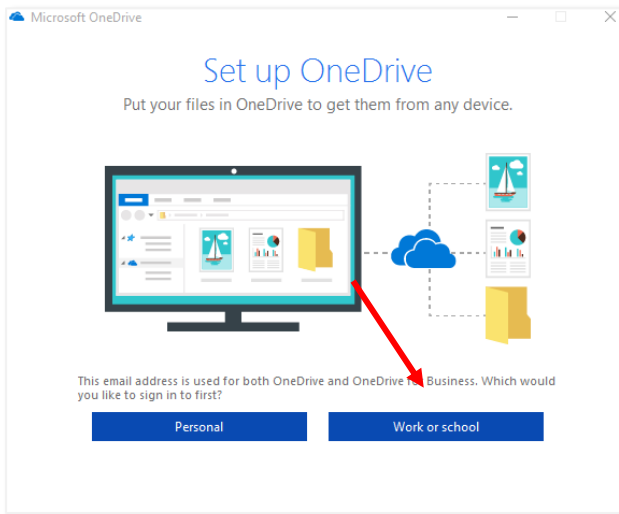 Microsoft OneDrive
Set up OneDrive
Put your files in OneDrive to get them from any device.
This email address is used for both OneDrive and OneDrive for Business. Which would
you like to sign in to first?
Personal
Work or school